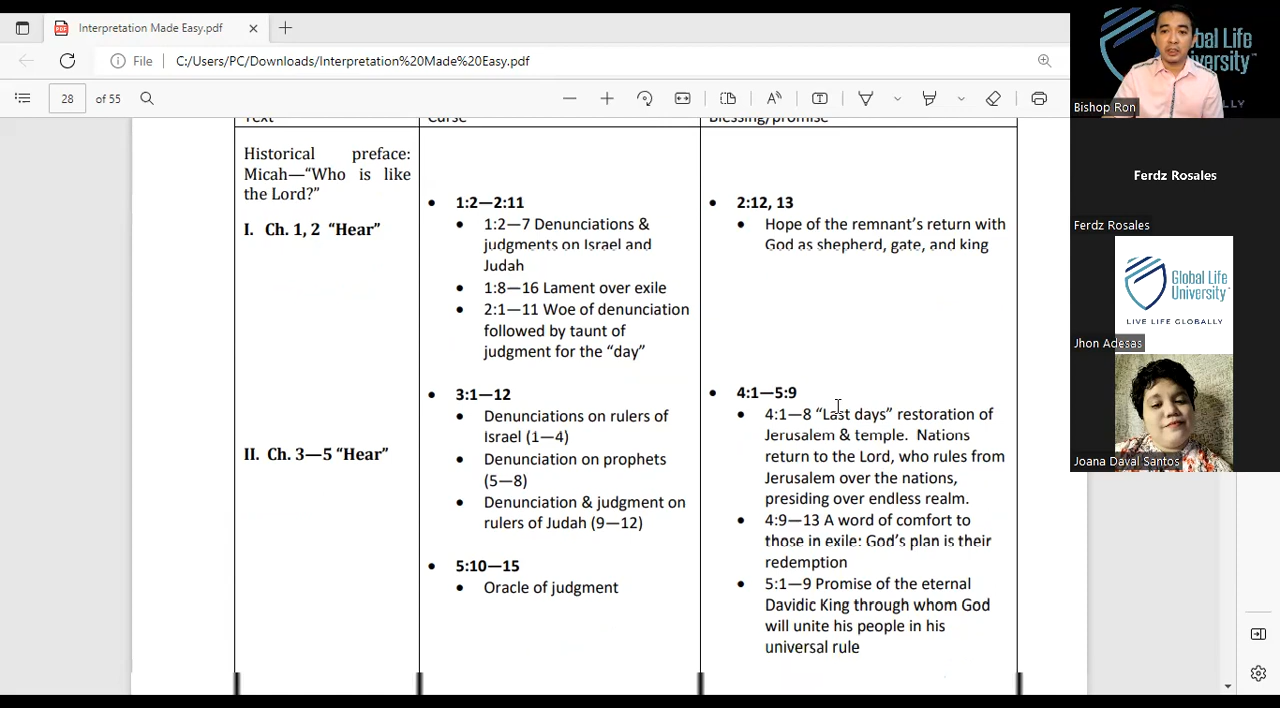 Interpretation Made Easy.pdf
File
C:/Users/PC/Downloads/Interpretation%20Made%20Easy.pdf
28 of 55
Text
Curse
Blessing/promise
Historical preface:
Micah—“Who is like
the Lord?”
I. Ch. 1, 2 “Hear”
1:2—2:11
1:2—7 Denunciations &
judgments on Israel and
Judah
1:8—16 Lament over exile
2:1—11 Woe of denunciation
followed by taunt of
judgment for the “day”
2:12, 13
Hope of the remnant’s return with
God as shepherd, gate, and king
II. Ch. 3—5 “Hear”
3:1—12
Denunciations on rulers of
Israel (1—4)
Denunciation on prophets
(5—8)
Denunciation & judgment on
rulers of Judah (9—12)
5:10—15
Oracle of judgment
4:1—5:9
4:1—8 “Last days” restoration of
Jerusalem & temple. Nations
return to the Lord, who rules from
Jerusalem over the nations,
presiding over endless realm.
4:9—13 A word of comfort to
those in exile: God’s plan is their
redemption
5:1—9 Promise of the eternal
Davidic King through whom God
will unite his people in his
universal rule
Bishop Ron
Ferdz Rosales
Ferdz Rosales
Global Life
University
LIVE LIFE GLOBALLY
Jhon Adesas
Joana Daval Santos